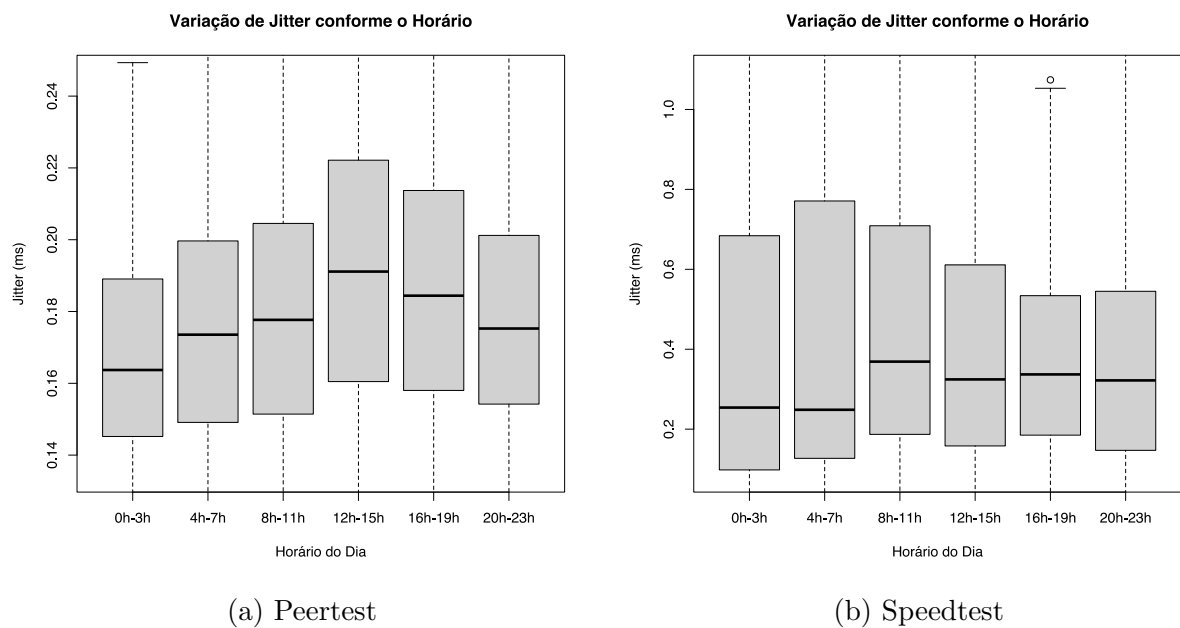 Variação de Jitter conforme o Horário
Jitter (ms)
0.24
0.22
0.20
0.18
0.16
0.14
0h-3h 4h-7h 8h-11h 12h-15h 16h-19h 20h-23h
Horário do Dia
(a) Peertest
Variação de Jitter conforme o Horário
Jitter (ms)
1.0
0.8
0.6
0.4
0.2
0h-3h 4h-7h 8h-11h 12h-15h 16h-19h 20h-23h
Horário do Dia
(b) Speedtest